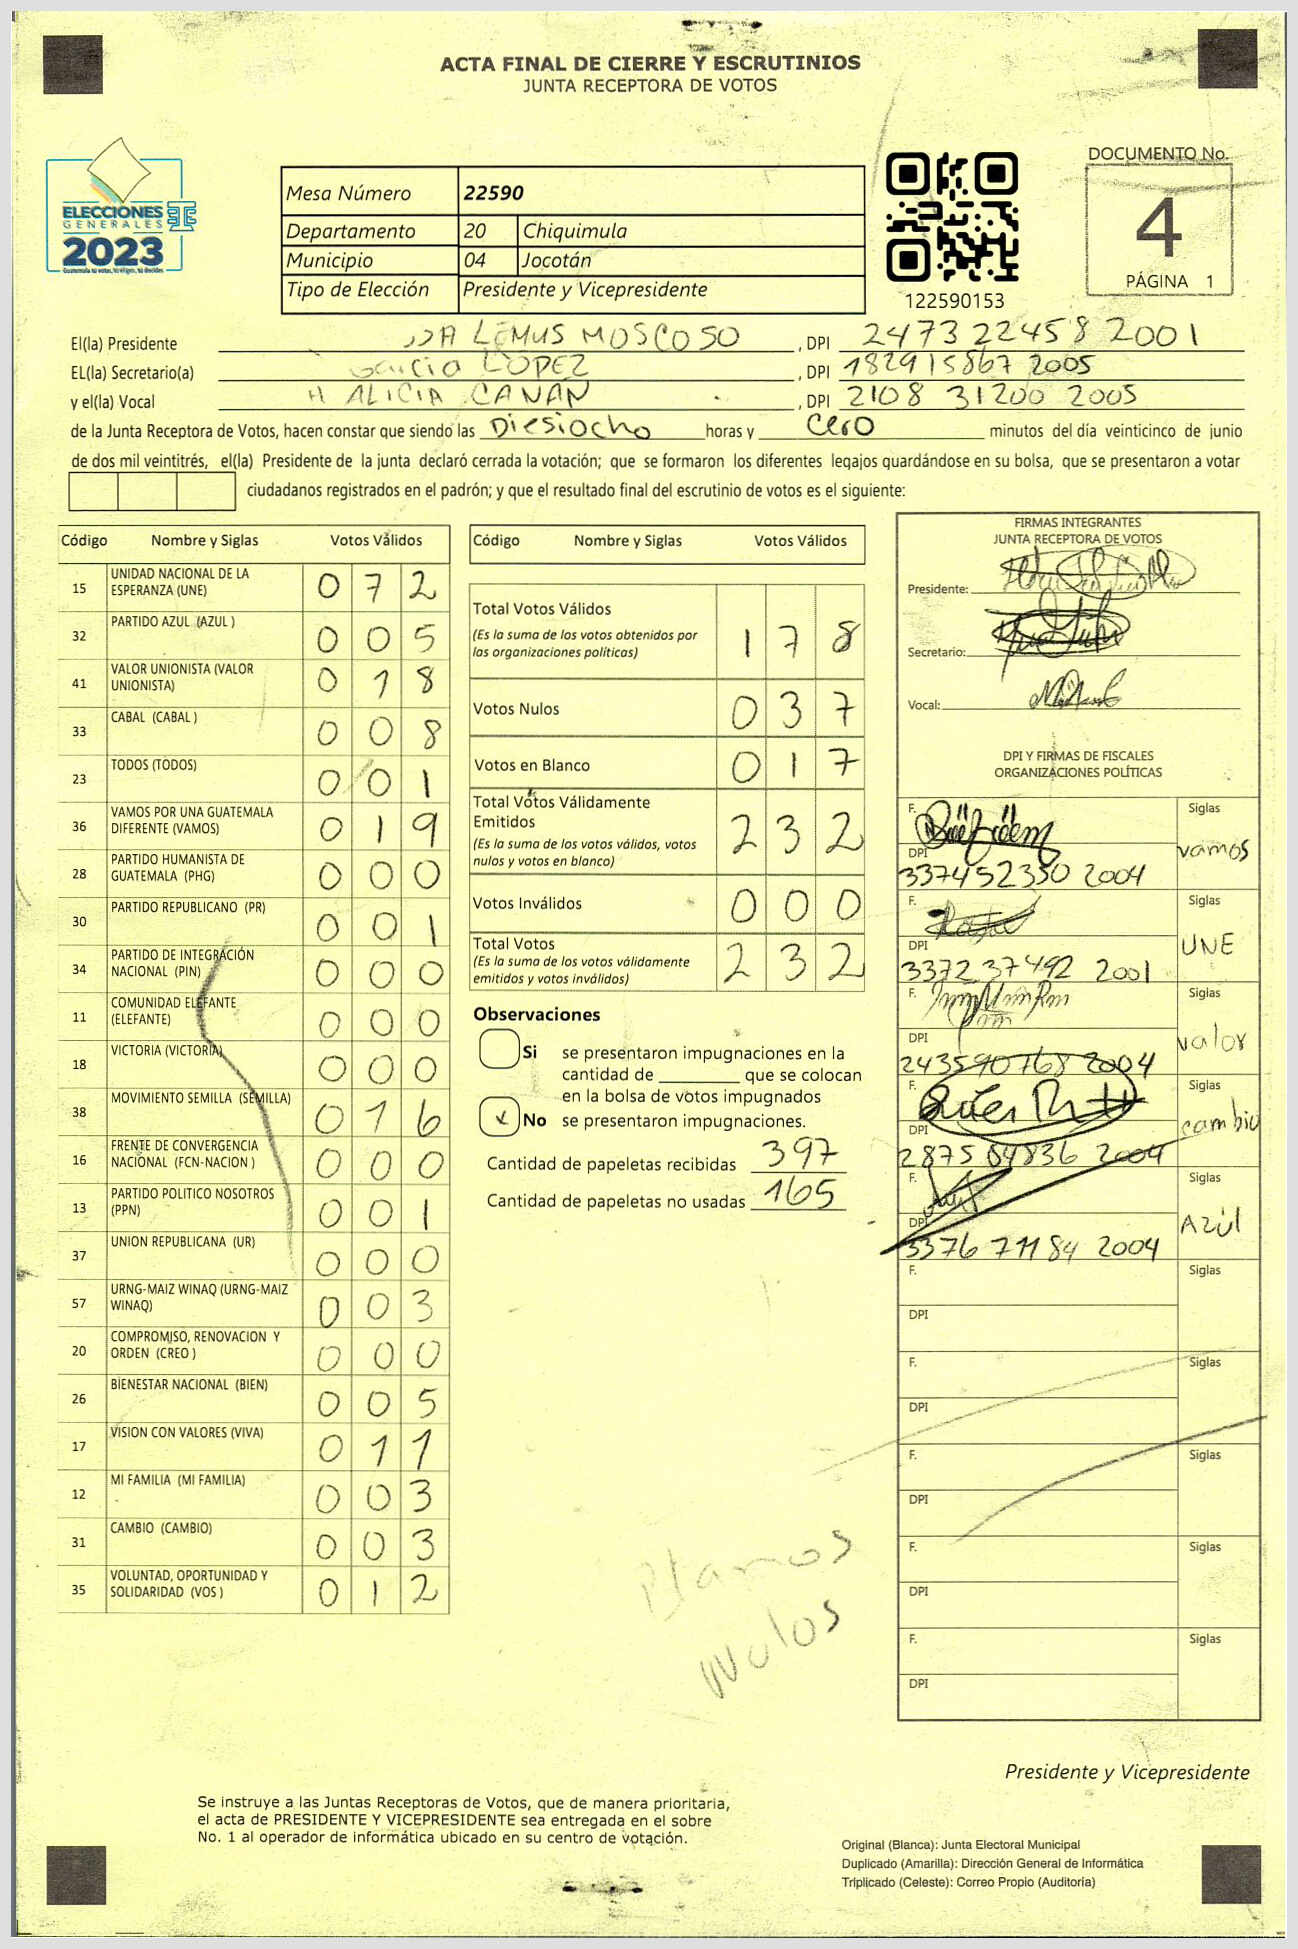 ACTA FINAL DE CIERRE Y ESCRUTINIOS
JUNTA RECEPTORA DE VOTOS
ELECCIONES
GENERALES
2023
Guatemala tú votas, tú eliges, tú decides
Mesa Número 22590
Departamento 20 Chiquimula
Municipio 04 Jocotán
Tipo de Elección Presidente y Vicepresidente
122590153
DOCUMENTO No.
4
PÁGINA 1
El(la) Presidente LEMUS MOSCOSO , DPI 2473 22458 2001
EL(la) Secretario(a) Garcia LOPEZ , DPI 182915867 2005
y el(la) Vocal ALICIA CANAN , DPI 2108 31200 2005
de la Junta Receptora de Votos, hacen constar que siendo las Diesiocho horas y cero minutos del día veinticinco de junio
de dos mil veintitrés, el(la) Presidente de la junta declaró cerrada la votación; que se formaron los diferentes legajos guardándose en su bolsa, que se presentaron a votar
ciudadanos registrados en el padrón; y que el resultado final del escrutinio de votos es el siguiente:
Código Nombre y Siglas Votos Válidos
15 UNIDAD NACIONAL DE LA ESPERANZA (UNE) 0 7 2
32 PARTIDO AZUL (AZUL ) 0 0 5
41 VALOR UNIONISTA (VALOR UNIONISTA) 0 1 8
33 CABAL (CABAL ) 0 0 8
23 TODOS (TODOS) 0 0 1
36 VAMOS POR UNA GUATEMALA DIFERENTE (VAMOS) 0 1 9
28 PARTIDO HUMANISTA DE GUATEMALA (PHG) 0 0 0
30 PARTIDO REPUBLICANO (PR) 0 0 1
34 PARTIDO DE INTEGRACIÓN NACIONAL (PIN) 0 0 0
11 COMUNIDAD ELEFANTE (ELEFANTE) 0 0 0
18 VICTORIA (VICTORIA) 0 0 0
38 MOVIMIENTO SEMILLA (SEMILLA) 0 1 6
16 FRENTE DE CONVERGENCIA NACIONAL (FCN-NACION ) 0 0 0
13 PARTIDO POLITICO NOSOTROS (PPN) 0 0 1
37 UNION REPUBLICANA (UR) 0 0 0
57 URNG-MAIZ WINAQ (URNG-MAIZ WINAQ) 0 0 3
20 COMPROMISO, RENOVACION Y ORDEN (CREO ) 0 0 0
26 BIENESTAR NACIONAL (BIEN) 0 0 5
17 VISION CON VALORES (VIVA) 0 1 1
12 MI FAMILIA (MI FAMILIA) 0 0 3
31 CAMBIO (CAMBIO) 0 0 3
35 VOLUNTAD, OPORTUNIDAD Y SOLIDARIDAD (VOS ) 0 1 2
Código Nombre y Siglas Votos Válidos
Total Votos Válidos 1 7 8
(Es la suma de los votos obtenidos por
las organizaciones políticas)
Votos Nulos 0 3 7
Votos en Blanco 0 1 7
Total Votos Válidamente
Emitidos 2 3 2
(Es la suma de los votos válidos, votos
nulos y votos en blanco)
Votos Inválidos 0 0 0
Total Votos 2 3 2
(Es la suma de los votos válidamente
emitidos y votos inválidos)
Observaciones
Si se presentaron impugnaciones en la
cantidad de ________ que se colocan
en la bolsa de votos impugnados
No se presentaron impugnaciones.
Cantidad de papeletas recibidas 397
Cantidad de papeletas no usadas 165
FIRMAS INTEGRANTES
JUNTA RECEPTORA DE VOTOS
Presidente:
Secretario:
Vocal:
DPI Y FIRMAS DE FISCALES
ORGANIZACIONES POLÍTICAS
F. Siglas
vamos
DPI
337452350 2004
F. Siglas
UNE
DPI
3372 37492 2001
F. Siglas
valor
DPI
243590768 2004
F. Siglas
cambio
DPI
2875 84836 2004
F. Siglas
Azul
DPI
3376 71184 2004
F. Siglas
DPI
F. Siglas
DPI
F. Siglas
DPI
F. Siglas
DPI
F. Siglas
DPI
nulos
Presidente y Vicepresidente
Se instruye a las Juntas Receptoras de Votos, que de manera prioritaria,
el acta de PRESIDENTE Y VICEPRESIDENTE sea entregada en el sobre
No. 1 al operador de informática ubicado en su centro de votación.
Original (Blanca): Junta Electoral Municipal
Duplicado (Amarilla): Dirección General de Informática
Triplicado (Celeste): Correo Propio (Auditoría)